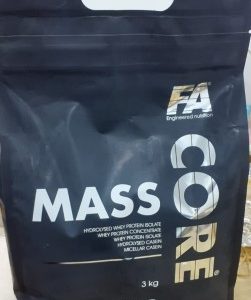 FA
Engineered nutrition
MASS
CORE®
HYDROLYSED WHEY PROTEIN ISOLATE
WHEY PROTEIN CONCENTRATE
WHEY PROTEIN ISOLATE
HYDROLYSED CASEIN
MICELLAR CASEIN
3 kg